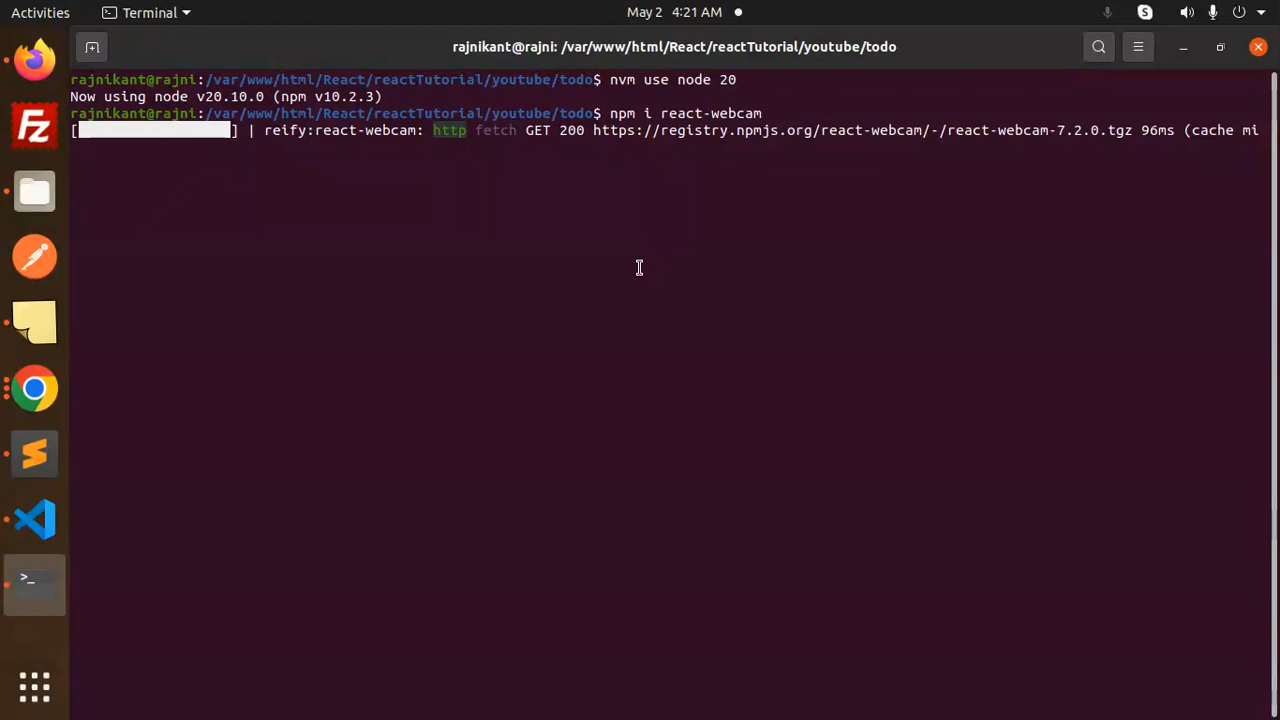 Activities
Terminal
May 2 4:21 AM
rajnikant@rajni: /var/www/html/React/reactTutorial/youtube/todo
rajnikant@rajni:/var/www/html/React/reactTutorial/youtube/todo$ nvm use node 20
Now using node v20.10.0 (npm v10.2.3)
rajnikant@rajni:/var/www/html/React/reactTutorial/youtube/todo$ npm i react-webcam
[ ] | reify:react-webcam: http fetch GET 200 https://registry.npmjs.org/react-webcam/-/react-webcam-7.2.0.tgz 96ms (cache mi